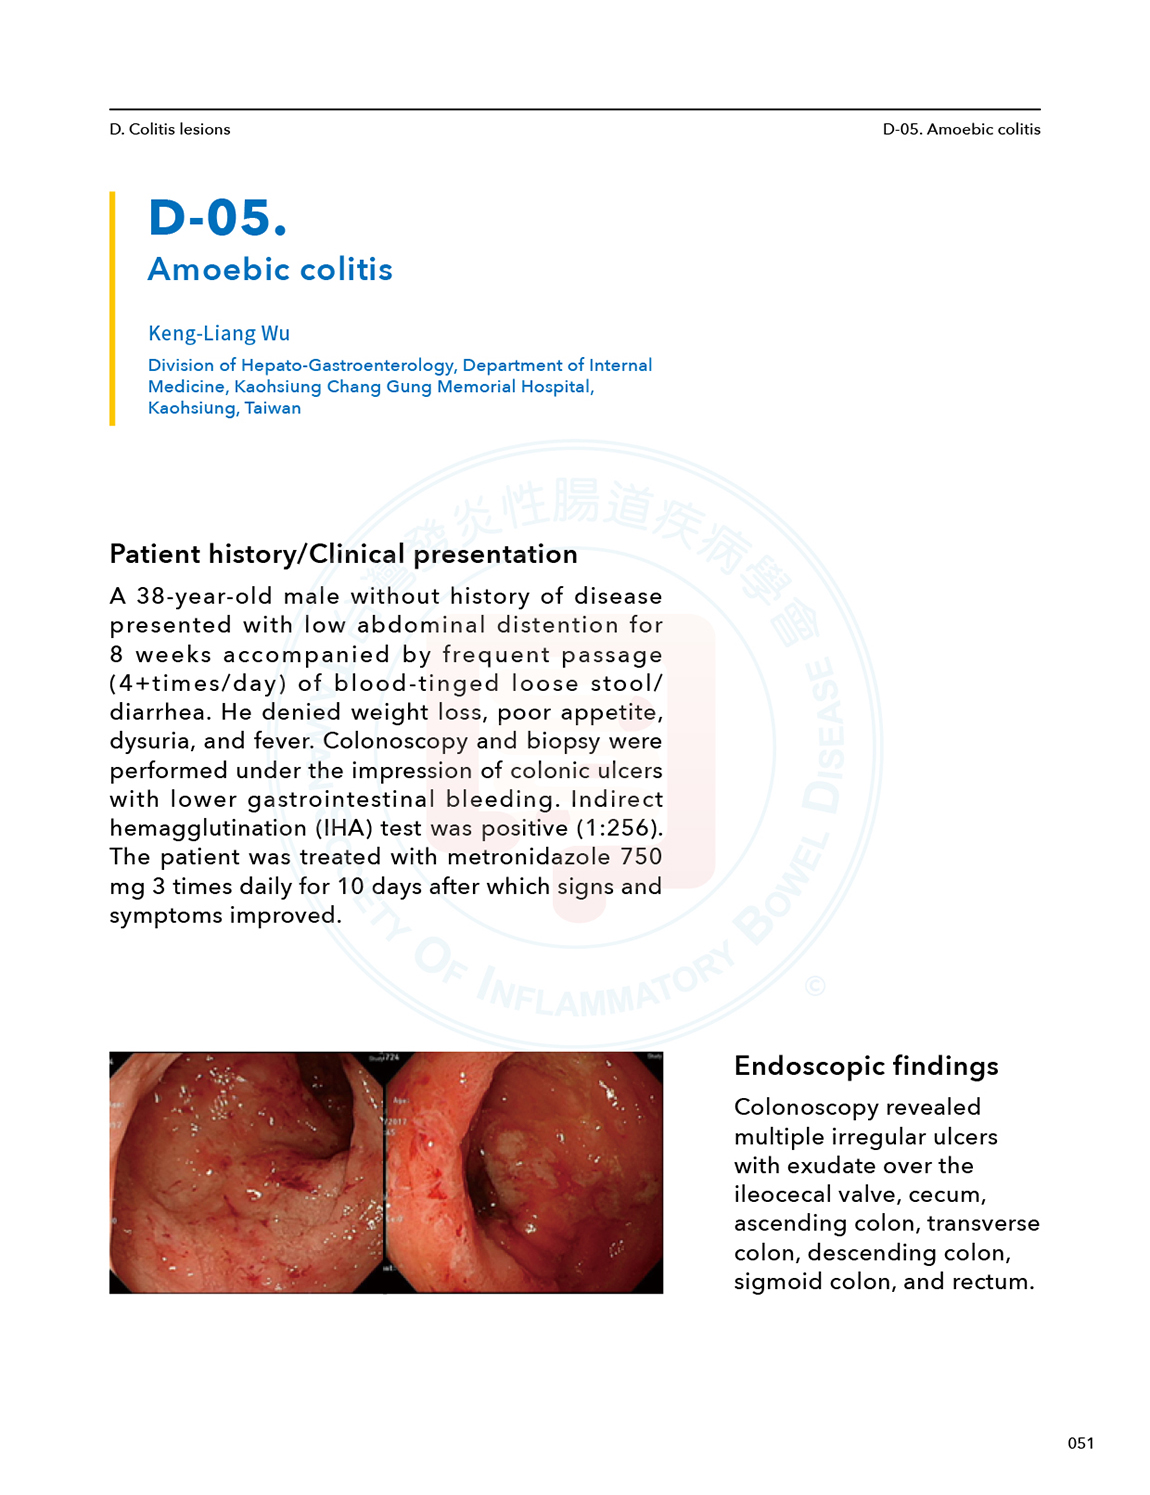 D. Colitis lesions
D-05. Amoebic colitis
D-05.
Amoebic colitis
Keng-Liang Wu
Division of Hepato-Gastroenterology, Department of Internal
Medicine, Kaohsiung Chang Gung Memorial Hospital,
Kaohsiung, Taiwan
Patient history/Clinical presentation
A 38-year-old male without history of disease
presented with low abdominal distention for
8 weeks accompanied by frequent passage
(4+times/day) of blood-tinged loose stool/
diarrhea. He denied weight loss, poor appetite,
dysuria, and fever. Colonoscopy and biopsy were
performed under the impression of colonic ulcers
with lower gastrointestinal bleeding. Indirect
hemagglutination (IHA) test was positive (1:256).
The patient was treated with metronidazole 750
mg 3 times daily for 10 days after which signs and
symptoms improved.
發炎性腸道疾病學會
OF INFLAMMATORY BOWEL DISEASE
©
Endoscopic findings
Colonoscopy revealed
multiple irregular ulcers
with exudate over the
ileocecal valve, cecum,
ascending colon, transverse
colon, descending colon,
sigmoid colon, and rectum.
051